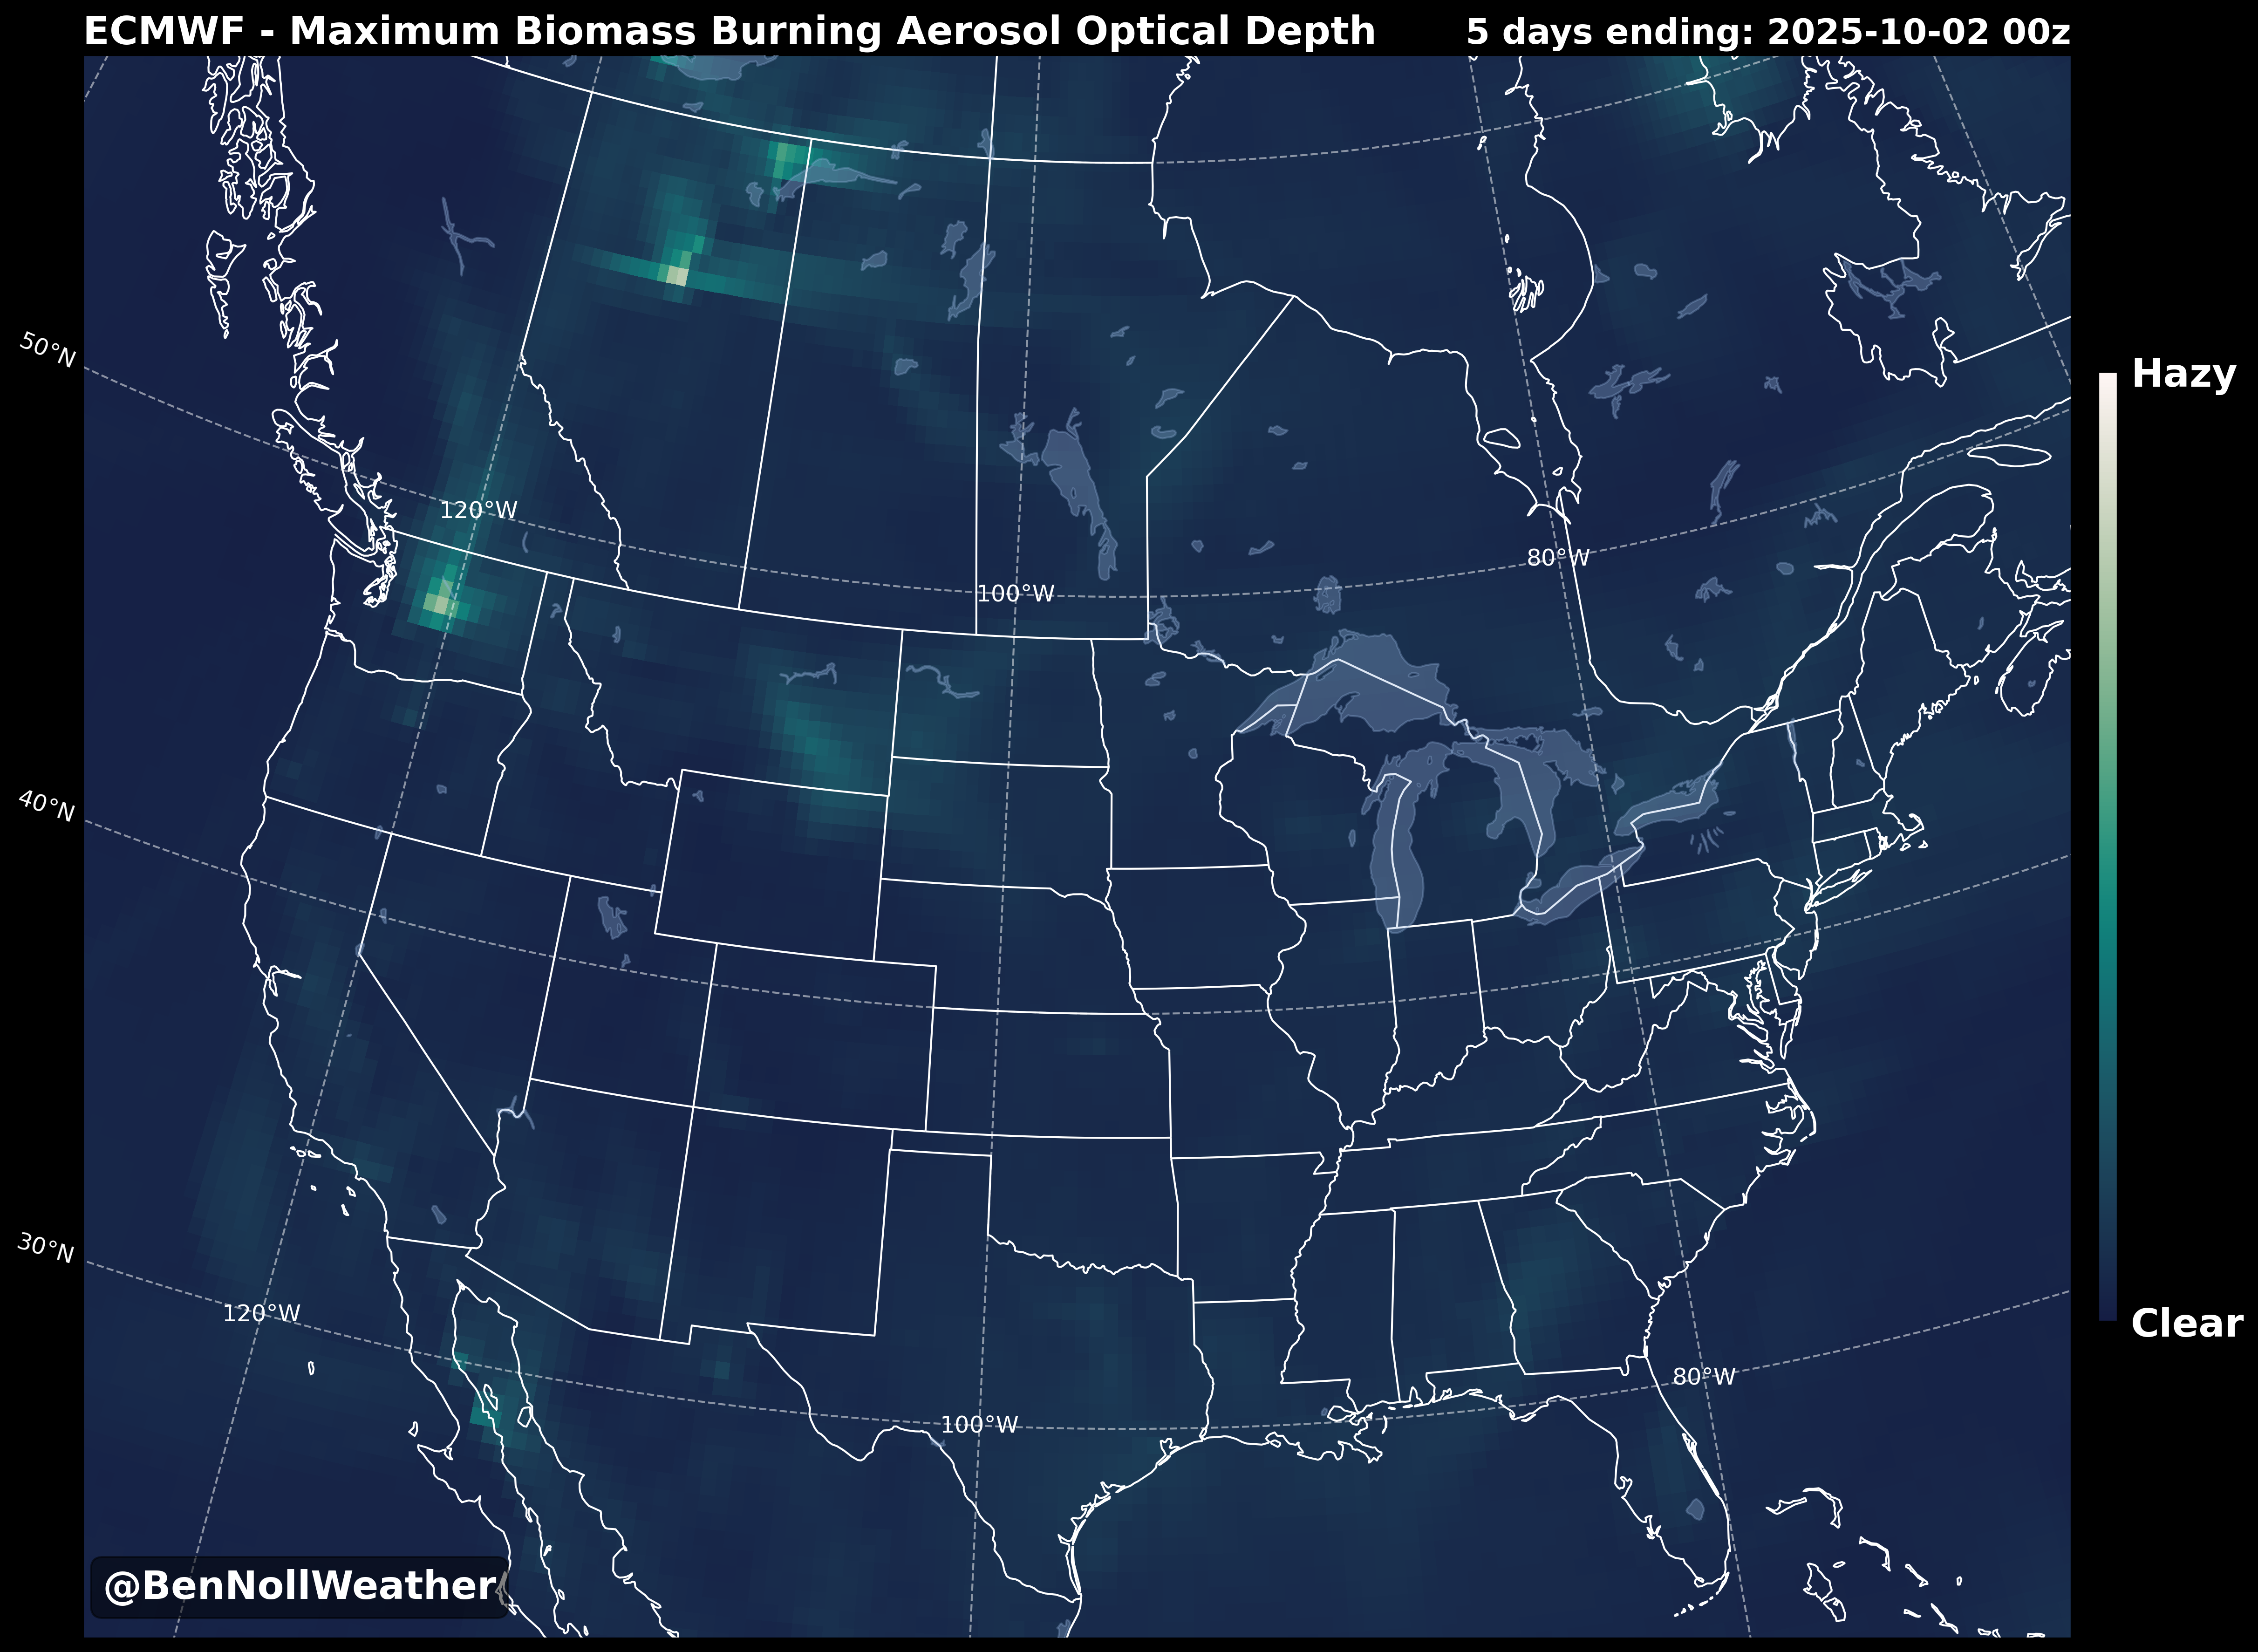 ECMWF - Maximum Biomass Burning Aerosol Optical Depth
5 days ending: 2025-10-02 00z
50°N
Hazy
120°W
80°W
100°W
40°N
30°N
120°W
Clear
80°W
100°W
@BenNollWeather